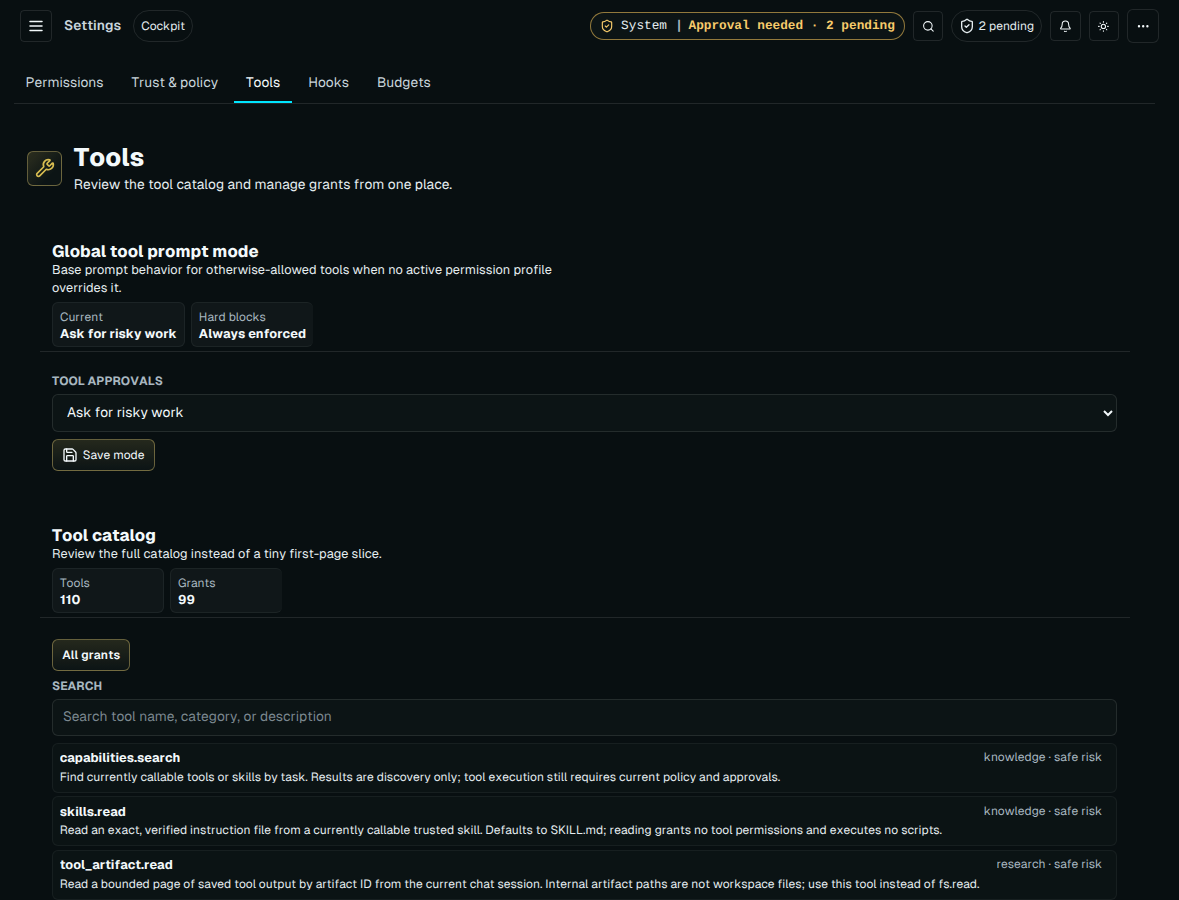 Settings
Cockpit
System | Approval needed · 2 pending
2 pending
Permissions
Trust & policy
Tools
Hooks
Budgets
Tools
Review the tool catalog and manage grants from one place.
Global tool prompt mode
Base prompt behavior for otherwise-allowed tools when no active permission profile
overrides it.
Current
Ask for risky work
Hard blocks
Always enforced
TOOL APPROVALS
Ask for risky work
Save mode
Tool catalog
Review the full catalog instead of a tiny first-page slice.
Tools
110
Grants
99
All grants
SEARCH
Search tool name, category, or description
capabilities.search
knowledge · safe risk
Find currently callable tools or skills by task. Results are discovery only; tool execution still requires current policy and approvals.
skills.read
knowledge · safe risk
Read an exact, verified instruction file from a currently callable trusted skill. Defaults to SKILL.md; reading grants no tool permissions and executes no scripts.
tool_artifact.read
research · safe risk
Read a bounded page of saved tool output by artifact ID from the current chat session. Internal artifact paths are not workspace files; use this tool instead of fs.read.